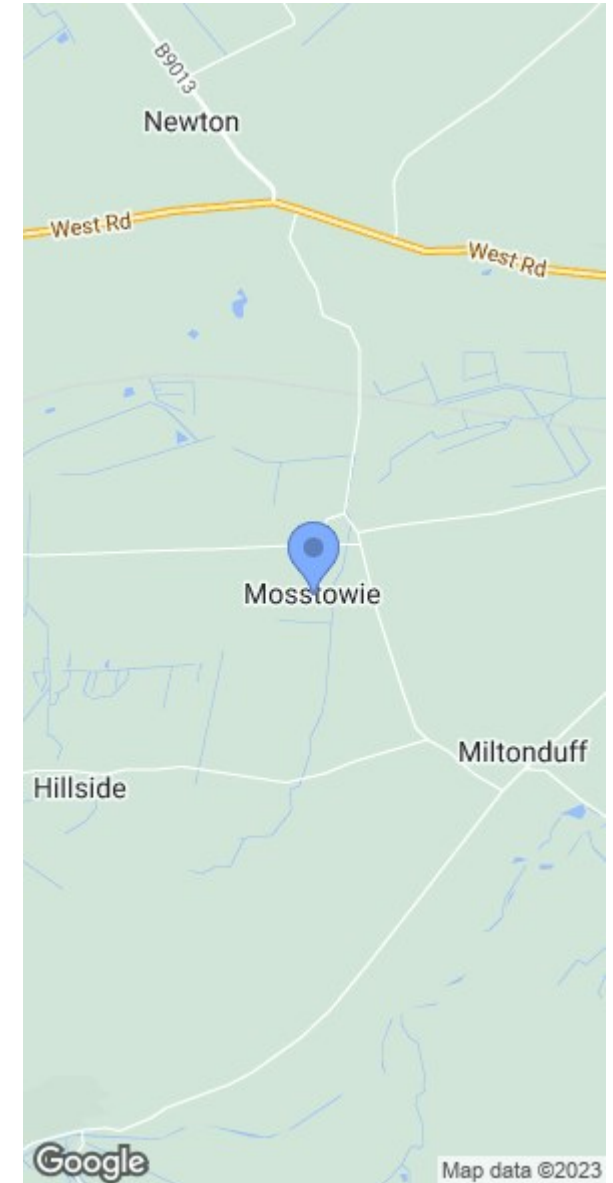 B9013
Newton
West Rd
West Rd
Mosstowie
Miltonduff
Hillside
Google
Map data ©2023